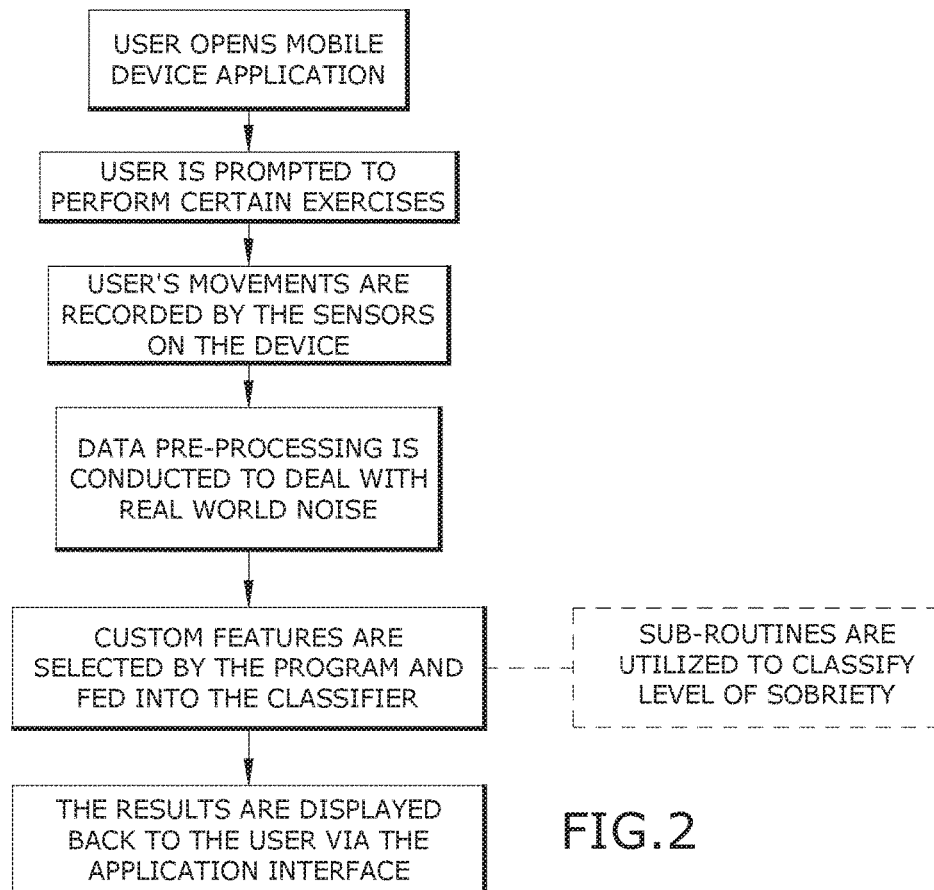 USER OPENS MOBILE
DEVICE APPLICATION
USER IS PROMPTED TO
PERFORM CERTAIN EXERCISES
USER'S MOVEMENTS ARE
RECORDED BY THE SENSORS
ON THE DEVICE
DATA PRE-PROCESSING IS
CONDUCTED TO DEAL WITH
REAL WORLD NOISE
CUSTOM FEATURES ARE
SELECTED BY THE PROGRAM AND
FED INTO THE CLASSIFIER
SUB-ROUTINES ARE
UTILIZED TO CLASSIFY
LEVEL OF SOBRIETY
THE RESULTS ARE DISPLAYED
BACK TO THE USER VIA THE
APPLICATION INTERFACE
FIG.2